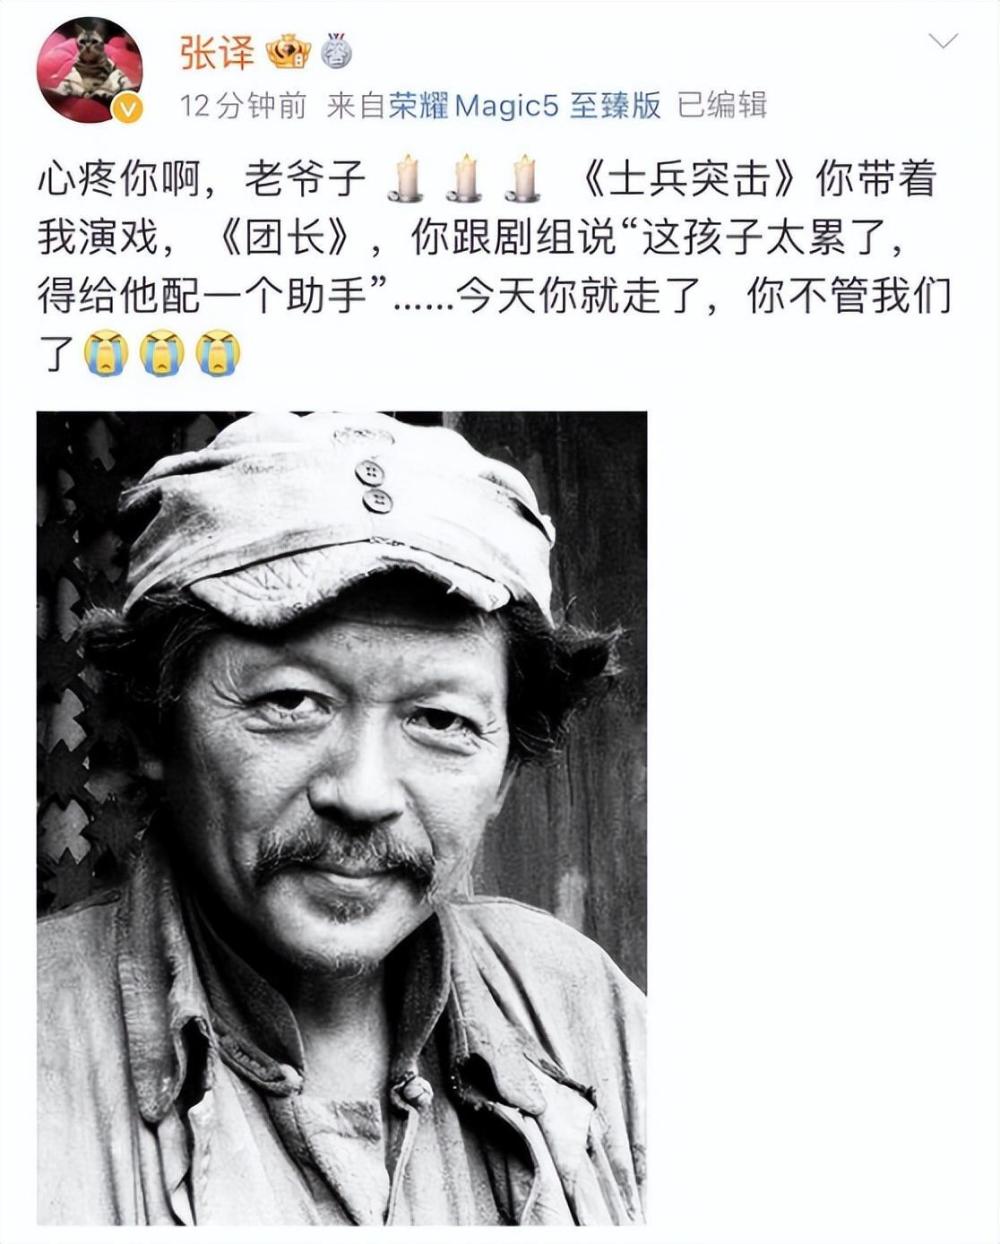 张译
12分钟前 来自荣耀Magic5 至臻版 已编辑
心疼你啊，老爷子 🕯️🕯️🕯️ 《士兵突击》你带着
我演戏，《团长》，你跟剧组说“这孩子太累了，
得给他配一个助手”……今天你就走了，你不管我们
了😭😭😭